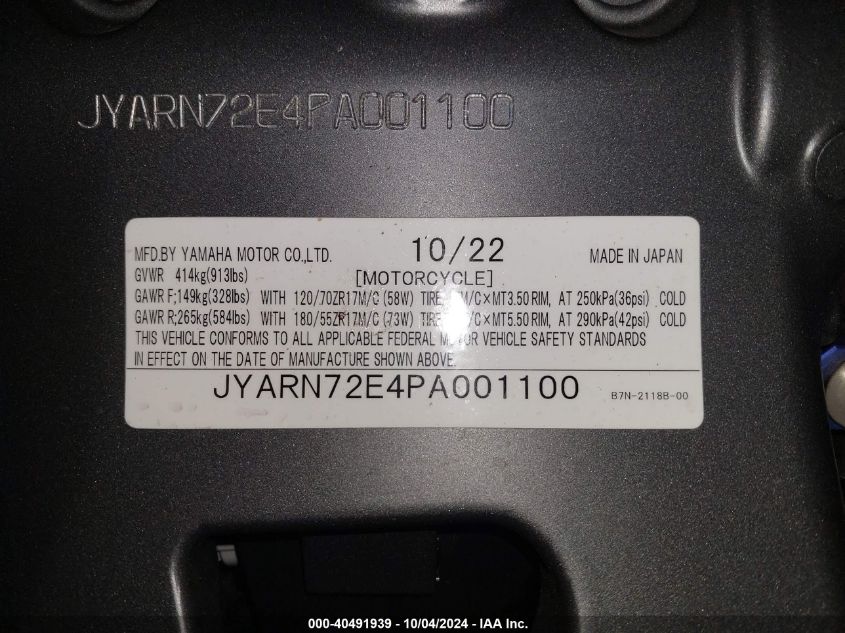 JYARN72E4PA001100
MFD.BY YAMAHA MOTOR CO.,LTD. 10/22 MADE IN JAPAN
GVWR 414kg(913lbs) [MOTORCYCLE]
GAWR F;149kg(328lbs) WITH 120/70ZR17M/C (58W) TIRE, M/C×MT3.50 RIM, AT 250kPa(36psi) COLD
GAWR R;265kg(584lbs) WITH 180/55ZR17M/C (73W) TIRE, M/C×MT5.50 RIM, AT 290kPa(42psi) COLD
THIS VEHICLE CONFORMS TO ALL APPLICABLE FEDERAL MOTOR VEHICLE SAFETY STANDARDS
IN EFFECT ON THE DATE OF MANUFACTURE SHOWN ABOVE.
JYARN72E4PA001100 B7N-2118B-00
000-40491939 - 10/04/2024 - IAA Inc.